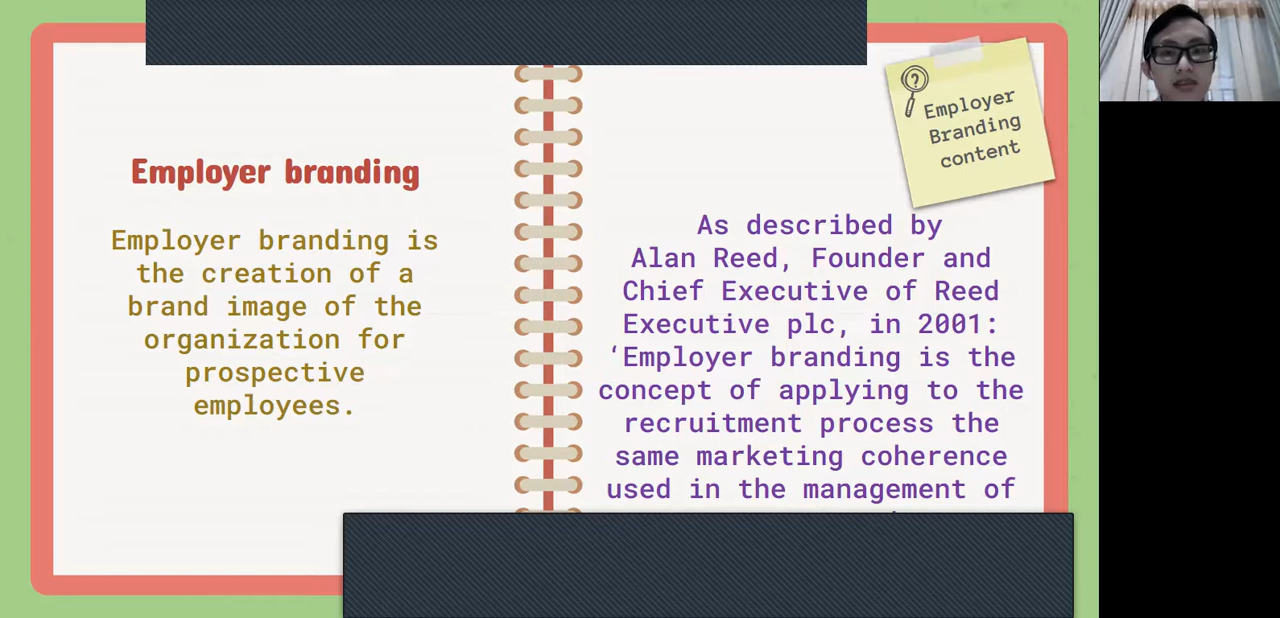 Employer branding
Employer branding is
the creation of a
brand image of the
organization for
prospective
employees.
?
Employer
Branding
content
As described by
Alan Reed, Founder and
Chief Executive of Reed
Executive plc, in 2001:
‘Employer branding is the
concept of applying to the
recruitment process the
same marketing coherence
used in the management of